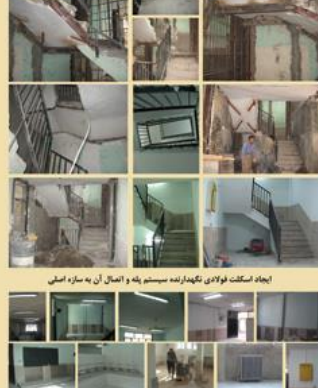 ایجاد اسکلت فولادی نگهدارنده سیستم پله و اتصال آن به سازه اصلی